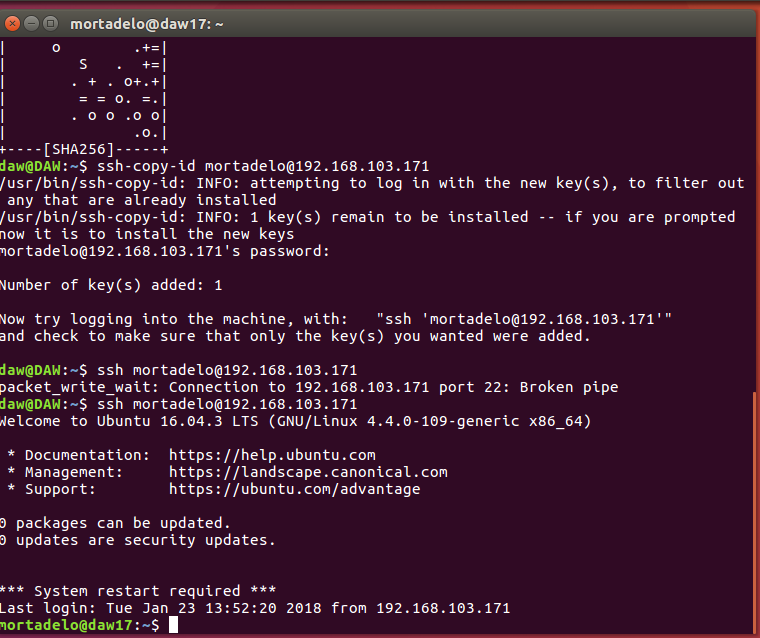 mortadelo@daw17: ~
|     o        .+=|
|        S   .  +=|
|       . + . o+.+|
|        = = o. =.|
|       . o o .o o|
|              .o.|
+----[SHA256]-----+
daw@DAW:~$ ssh-copy-id mortadelo@192.168.103.171
/usr/bin/ssh-copy-id: INFO: attempting to log in with the new key(s), to filter out
 any that are already installed
/usr/bin/ssh-copy-id: INFO: 1 key(s) remain to be installed -- if you are prompted
now it is to install the new keys
mortadelo@192.168.103.171's password:
Number of key(s) added: 1
Now try logging into the machine, with:   "ssh 'mortadelo@192.168.103.171'"
and check to make sure that only the key(s) you wanted were added.
daw@DAW:~$ ssh mortadelo@192.168.103.171
packet_write_wait: Connection to 192.168.103.171 port 22: Broken pipe
daw@DAW:~$ ssh mortadelo@192.168.103.171
Welcome to Ubuntu 16.04.3 LTS (GNU/Linux 4.4.0-109-generic x86_64)
 * Documentation:  https://help.ubuntu.com
 * Management:     https://landscape.canonical.com
 * Support:        https://ubuntu.com/advantage
0 packages can be updated.
0 updates are security updates.
*** System restart required ***
Last login: Tue Jan 23 13:52:20 2018 from 192.168.103.171
mortadelo@daw17:~$